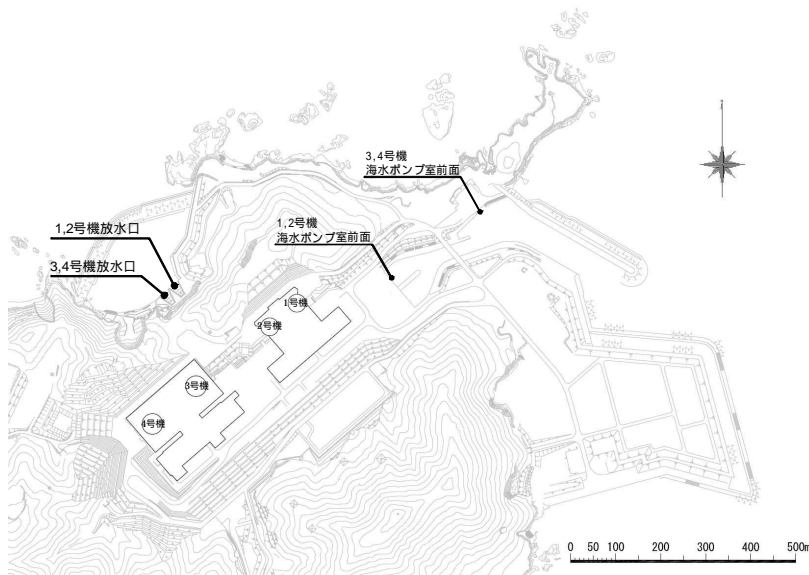 3,4号機
海水ポンプ室前面
1,2号機
海水ポンプ室前面
1,2号機放水口
3,4号機放水口
1号機
2号機
3号機
4号機
0 50 100 200 300 400 500m